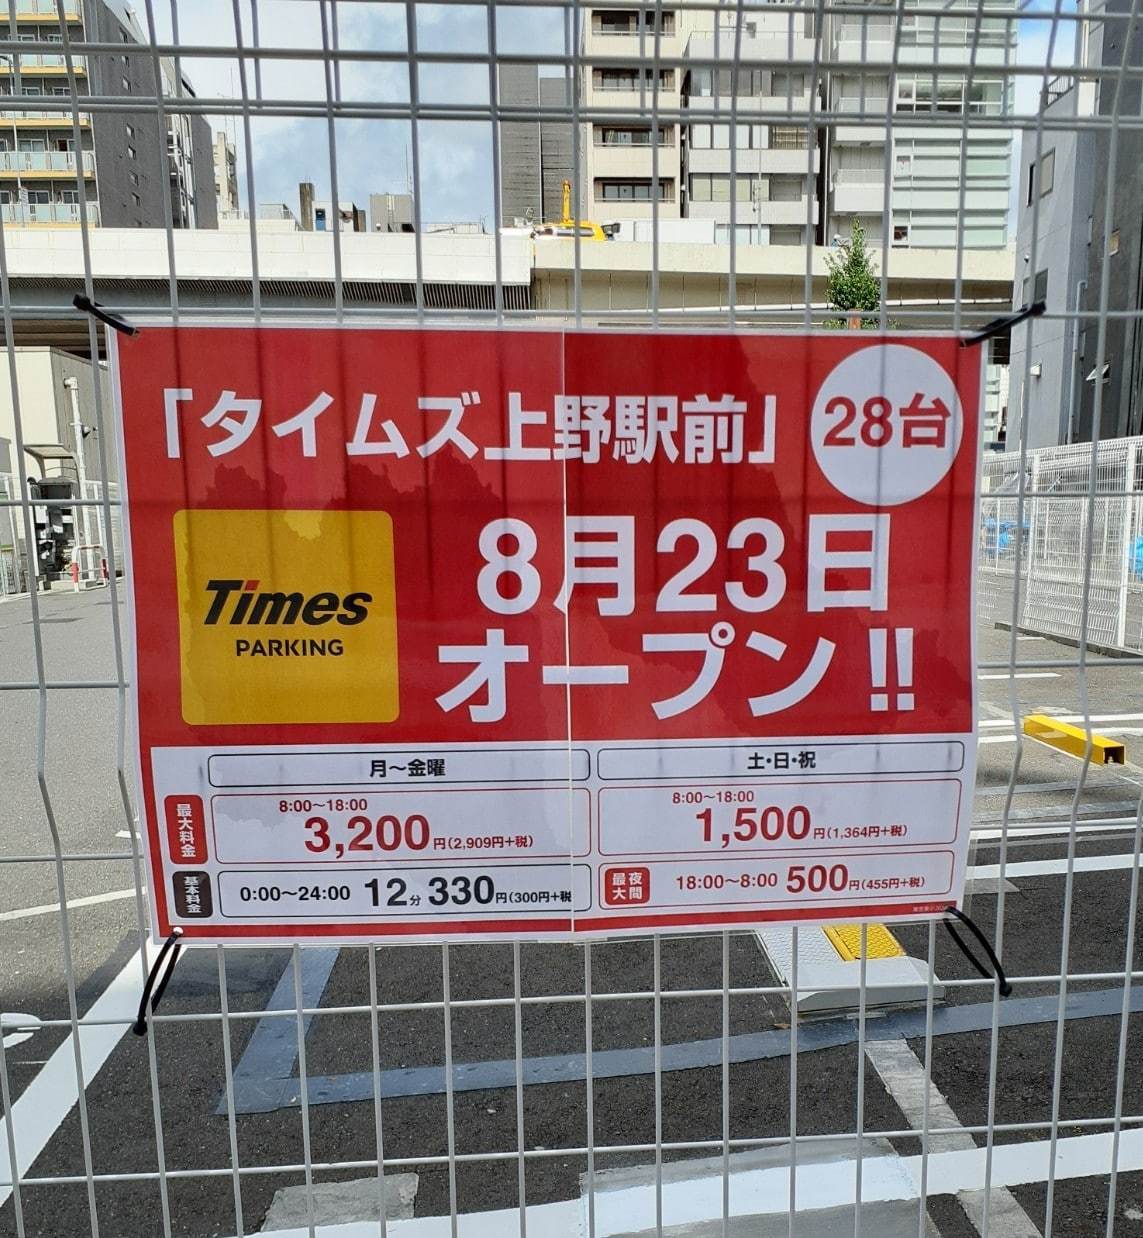 「タイムズ上野駅前」
28台
Times
PARKING
8月23日
オープン!!
月〜金曜
土・日・祝
最大料金
8:00〜18:00
3,200円(2,909円+税)
8:00〜18:00
1,500円(1,364円+税)
基本料金
0:00〜24:00 12分 330円(300円+税
夜間最大
18:00〜8:00 500円(455円+税)